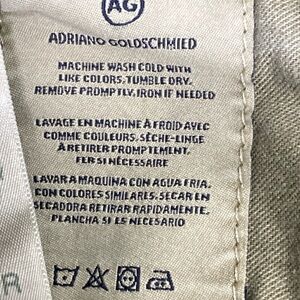 AG
ADRIANO GOLDSCHMIED
MACHINE WASH COLD WITH
LIKE COLORS. TUMBLE DRY.
REMOVE PROMPTLY. IRON IF NEEDED
LAVAGE EN MACHINE À FROID AVEC
COMME COULEURS. SÈCHE-LINGE
À RETIRER PROMPTEMENT.
FER SI NÉCESSAIRE
LAVAR A MAQUINA CON AGUA FRIA.
CON COLORES SIMILARES. SECAR EN
SECADORA RETIRAR RAPIDAMENTE.
PLANCHA SI ES NECESARIO
R